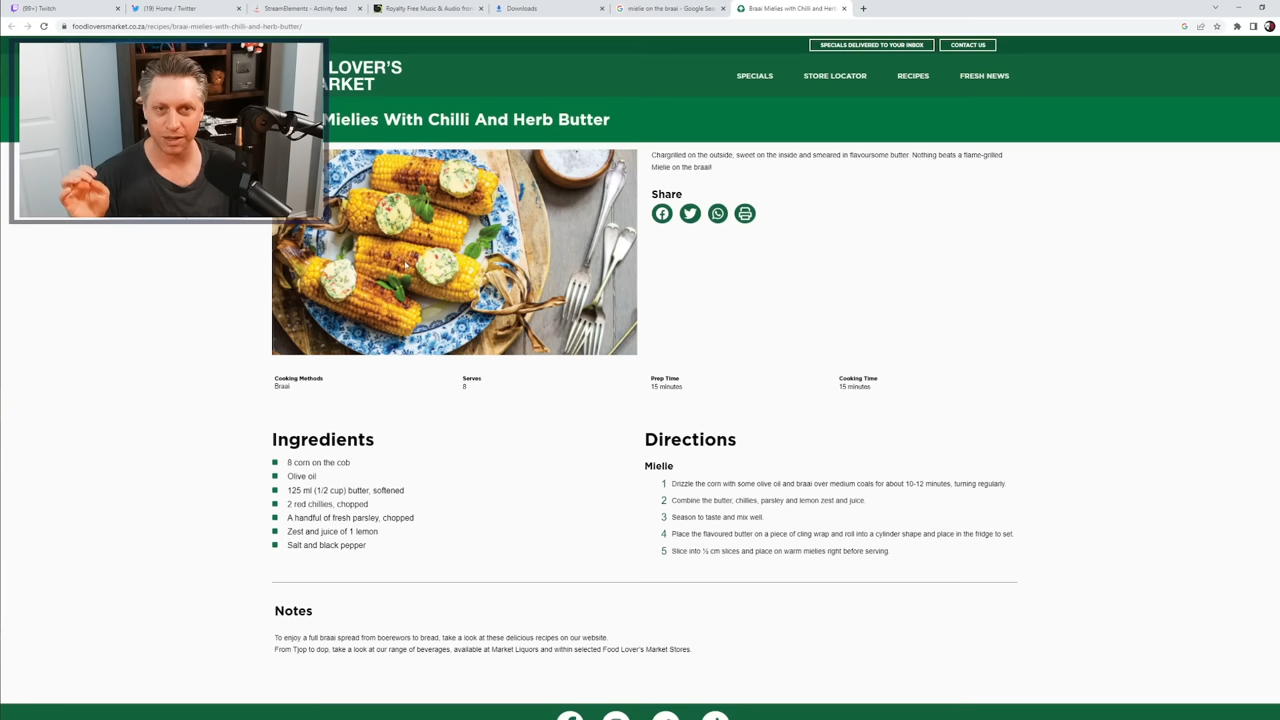 (99+) Twitch
(19) Home / Twitter
StreamElements - Activity feed
Royalty Free Music & Audio from
Downloads
mielie on the braai - Google Sea
Braai Mielies with Chilli and Herb
foodloversmarket.co.za/recipes/braai-mielies-with-chilli-and-herb-butter/
SPECIALS DELIVERED TO YOUR INBOX
CONTACT US
LOVER'S
ARKET
SPECIALS
STORE LOCATOR
RECIPES
FRESH NEWS
Mielies With Chilli And Herb Butter
Chargrilled on the outside, sweet on the inside and smeared in flavoursome butter. Nothing beats a flame-grilled
Mielie on the braai!
Share
Cooking Methods
Braai
Serves
8
Prep Time
15 minutes
Cooking Time
15 minutes
Ingredients
8 corn on the cob
Olive oil
125 ml (1/2 cup) butter, softened
2 red chillies, chopped
A handful of fresh parsley, chopped
Zest and juice of 1 lemon
Salt and black pepper
Directions
Mielie
1 Drizzle the corn with some olive oil and braai over medium coals for about 10-12 minutes, turning regularly.
2 Combine the butter, chillies, parsley and lemon zest and juice.
3 Season to taste and mix well.
4 Place the flavoured butter on a piece of cling wrap and roll into a cylinder shape and place in the fridge to set.
5 Slice into ½ cm slices and place on warm mielies right before serving.
Notes
To enjoy a full braai spread from boerewors to bread, take a look at these delicious recipes on our website.
From Tjop to dop, take a look at our range of beverages, available at Market Liquors and within selected Food Lover's Market Stores.